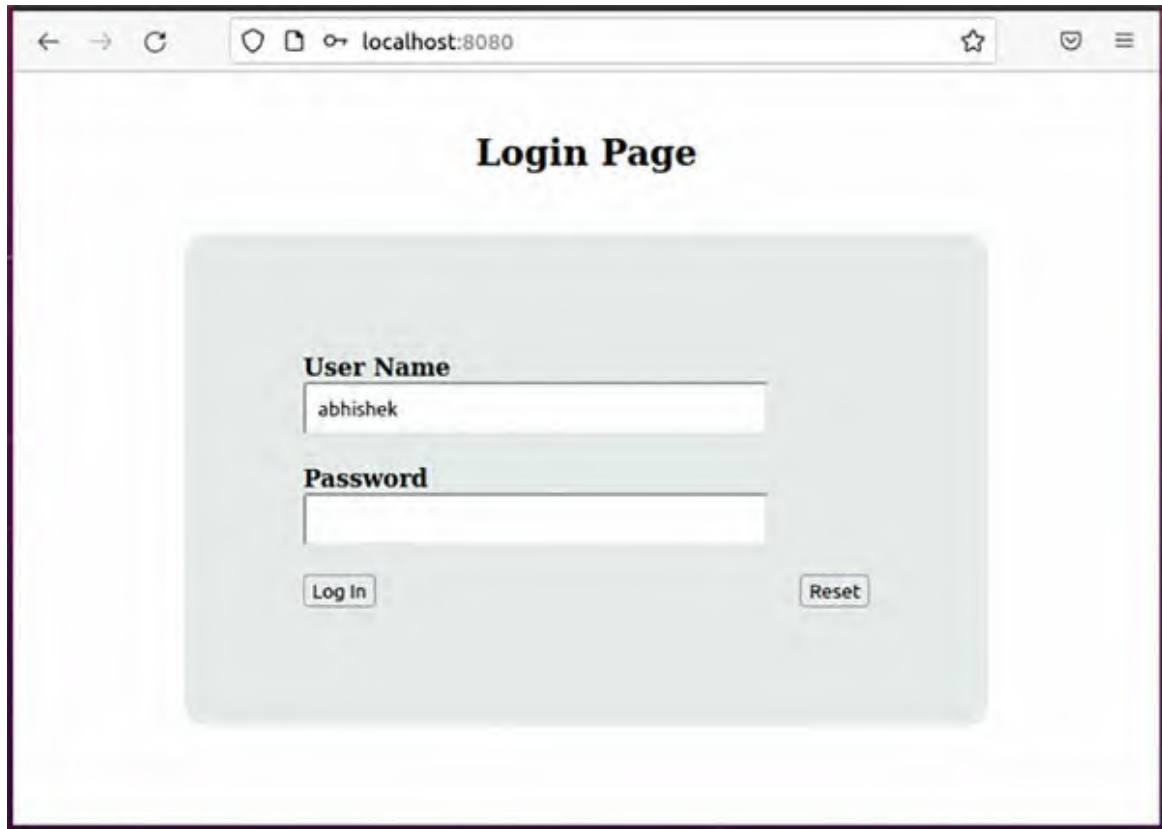 localhost:8080
Login Page
User Name
abhishek
Password
Log In
Reset